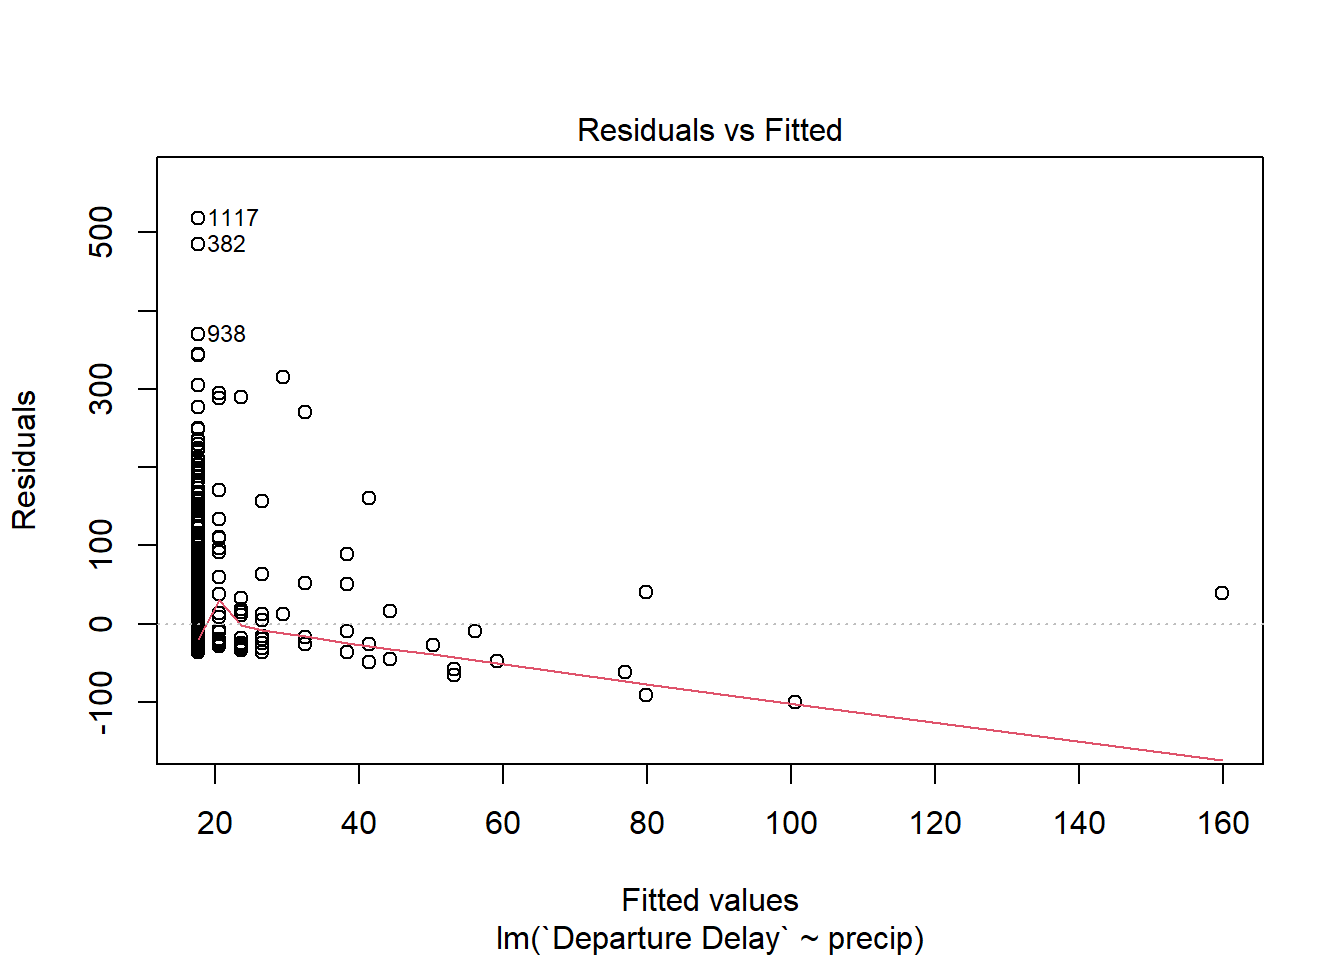 Residuals vs Fitted
Residuals
500
300
100
0
-100
1117
382
938
20 40 60 80 100 120 140 160
Fitted values
lm(`Departure Delay` ~ precip)